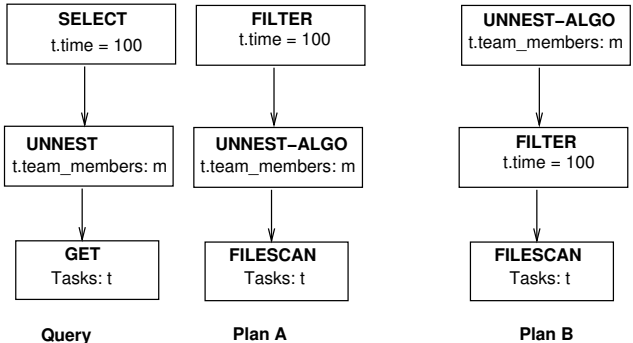 SELECT
t.time = 100
UNNEST
t.team_members: m
GET
Tasks: t
Query
FILTER
t.time = 100
UNNEST−ALGO
t.team_members: m
FILESCAN
Tasks: t
Plan A
UNNEST−ALGO
t.team_members: m
FILTER
t.time = 100
FILESCAN
Tasks: t
Plan B